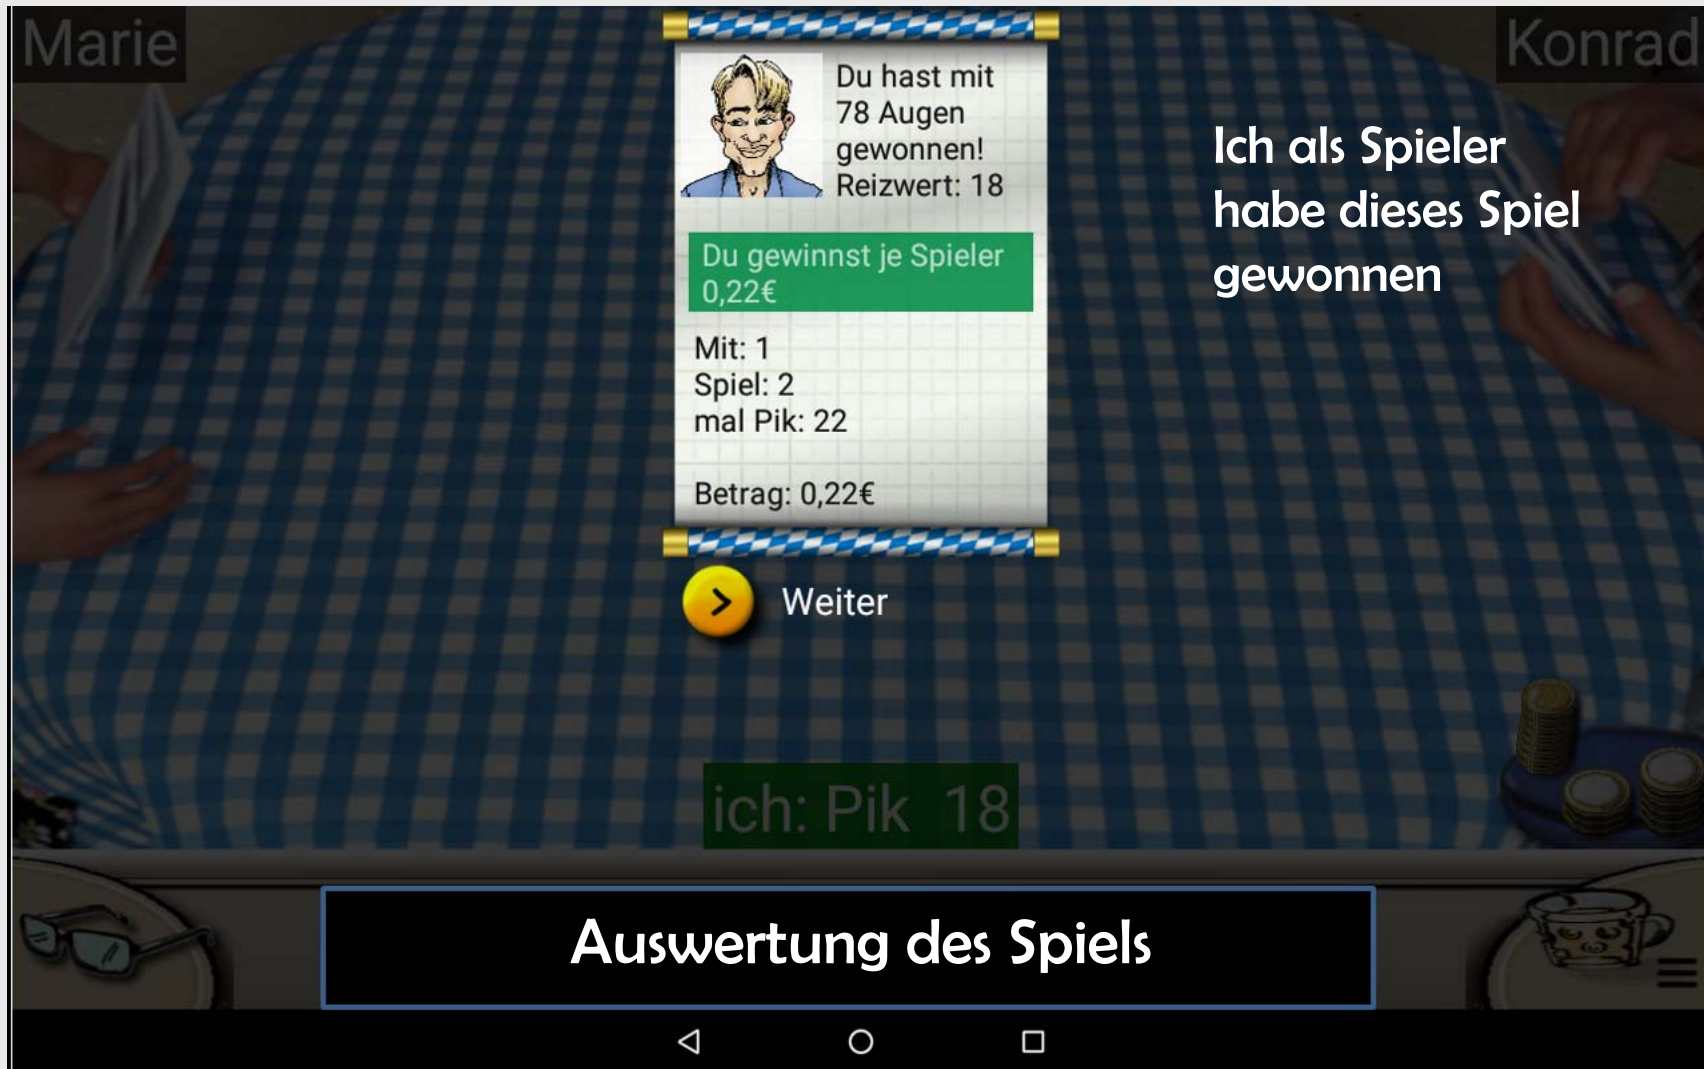 Marie
Konrad
Du hast mit
78 Augen
gewonnen!
Reizwert: 18
Du gewinnst je Spieler
0,22€
Mit: 1
Spiel: 2
mal Pik: 22
Betrag: 0,22€
Weiter
Ich als Spieler
habe dieses Spiel
gewonnen
ich: Pik 18
Auswertung des Spiels